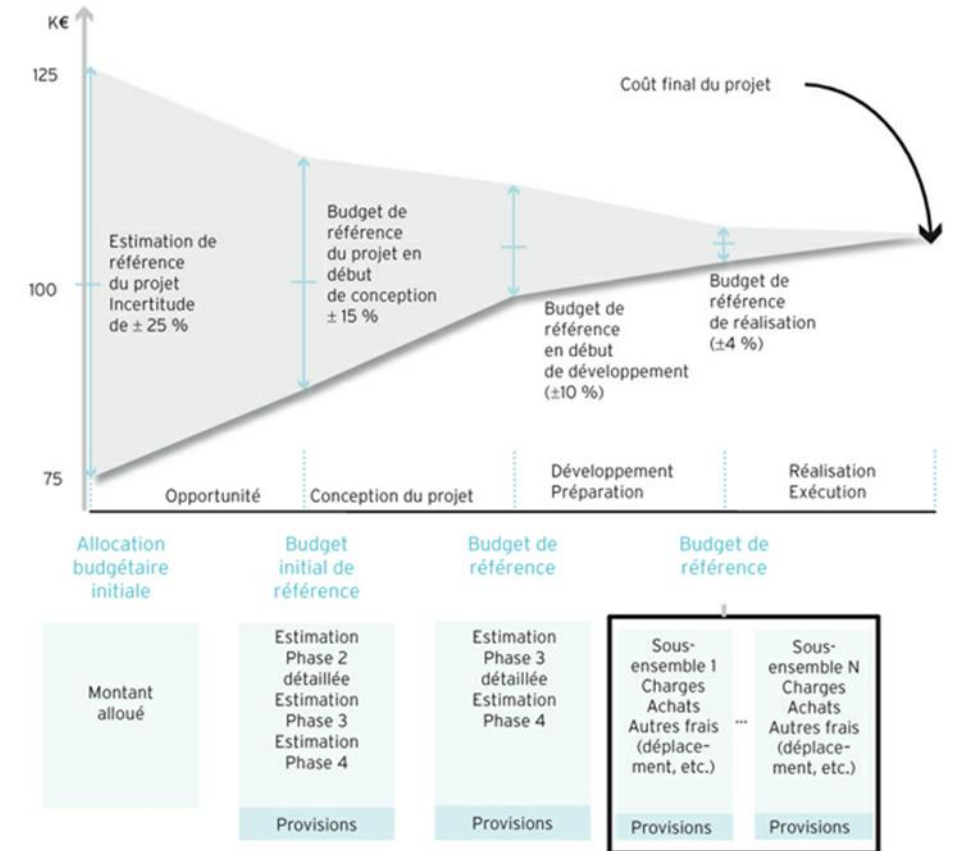 K€
125
Coût final du projet
Estimation de
référence
du projet
Incertitude
de ± 25 %
Budget de
référence
du projet en
début
de conception
± 15 %
100
Budget de
référence
en début
de développement
(±10 %)
Budget de
référence
de réalisation
(±4 %)
75
Opportunité
Conception du projet
Développement
Préparation
Réalisation
Exécution
Allocation
budgétaire
initiale
Budget
initial de
référence
Budget de
référence
Budget de
référence
Montant
alloué
Estimation
Phase 2
détaillée
Estimation
Phase 3
Estimation
Phase 4
Provisions
Estimation
Phase 3
détaillée
Estimation
Phase 4
Provisions
Sous-
ensemble 1
Charges
Achats
Autres frais
(déplace-
ment, etc.)
Provisions
...
Sous-
ensemble N
Charges
Achats
Autres frais
(déplace-
ment, etc.)
Provisions